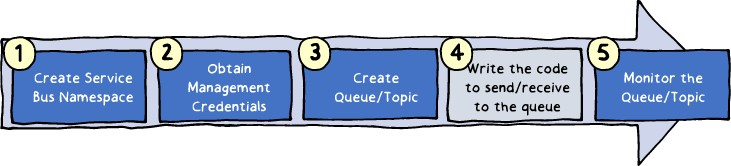 1
Create Service
Bus Namespace
2
Obtain
Management
Credentials
3
Create
Queue/Topic
4
Write the code
to send/receive
to the queue
5
Monitor the
Queue/Topic